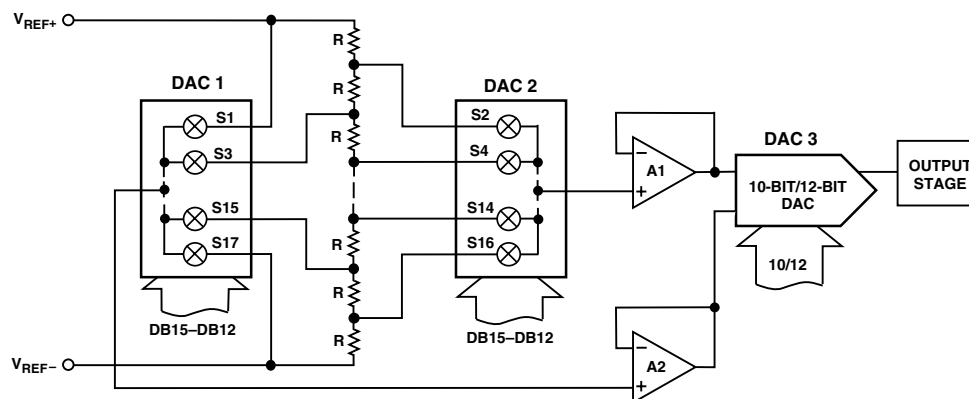 VREF+
R
DAC 1
DAC 2
R
S1
S2
R
DAC 3
S3
S4
A1
–
+
10-BIT/12-BIT
DAC
OUTPUT
STAGE
S15
S14
R
S17
S16
10/12
R
DB15–DB12
DB15–DB12
R
VREF–
A2
–
+